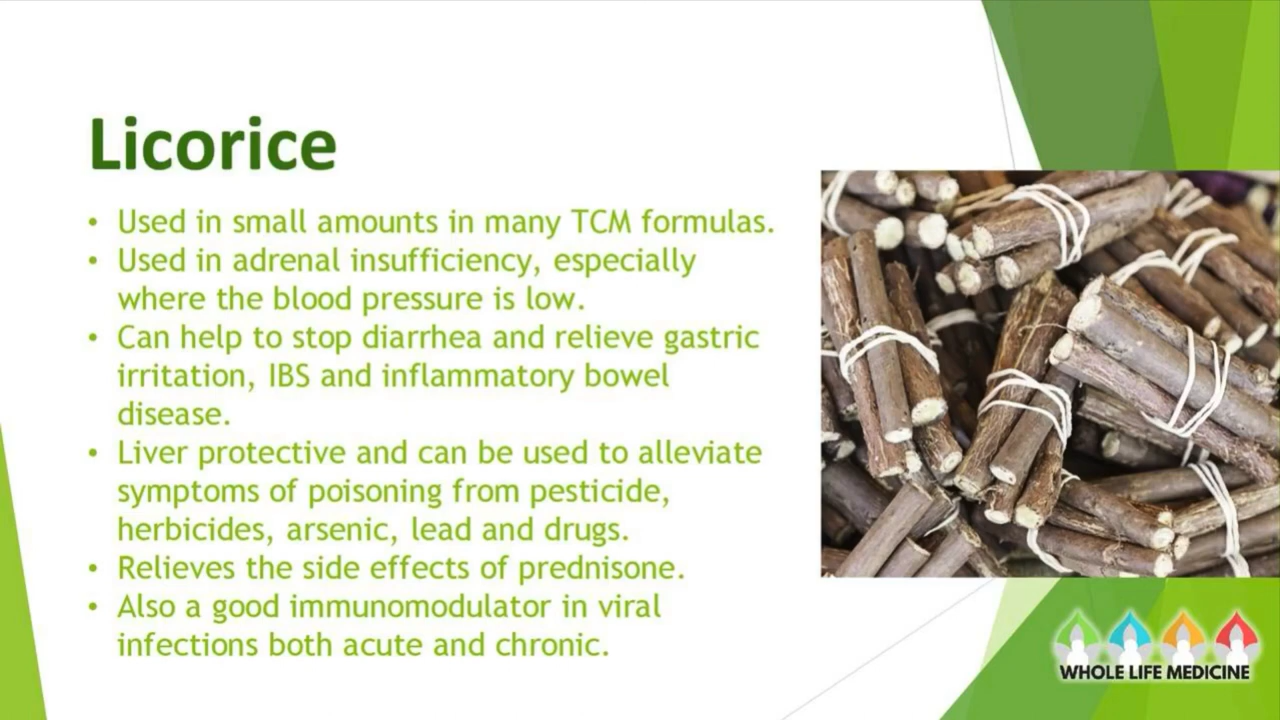 Licorice
• Used in small amounts in many TCM formulas.
• Used in adrenal insufficiency, especially
where the blood pressure is low.
• Can help to stop diarrhea and relieve gastric
irritation, IBS and inflammatory bowel
disease.
• Liver protective and can be used to alleviate
symptoms of poisoning from pesticide,
herbicides, arsenic, lead and drugs.
• Relieves the side effects of prednisone.
• Also a good immunomodulator in viral
infections both acute and chronic.
WHOLE LIFE MEDICINE